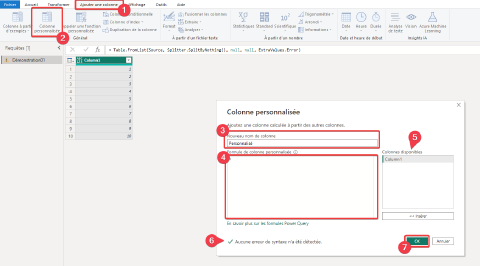 Fichier Accueil Transformer Ajouter une colonne Affichage Outils Aide
1
Colonne à partir d'exemples
Colonne personnalisée
Appeler une fonction personnalisée
Colonne conditionnelle
Colonne d'index
Duplication de la colonne
Format
Fusionner les colonnes
Extraire
Analyser
Statistiques
Standard
Scientifique
Trigonométrie
Arrondi
Informations
Date
Heure
Durée
Analyse de texte
Vision
Azure Machine Learning
2
Général
À partir d'un fichier texte
À partir d'un nombre
Date et heure de début
Insights IA
Requêtes [1]
= Table.FromList(Source, Splitter.SplitByNothing(), null, null, ExtraValues.Error)
Column1
1
2
3
4
5
6
7
8
9
10
Colonne personnalisée
Ajoutez une colonne calculée à partir des autres colonnes.
3
Nouveau nom de colonne
Personnalisé
4
Formule de colonne personnalisée
5
Colonnes disponibles
Column1
<< Insérer
En savoir plus sur les formules Power Query
6
Aucune erreur de syntaxe n'a été détectée.
7
OK
Annuler